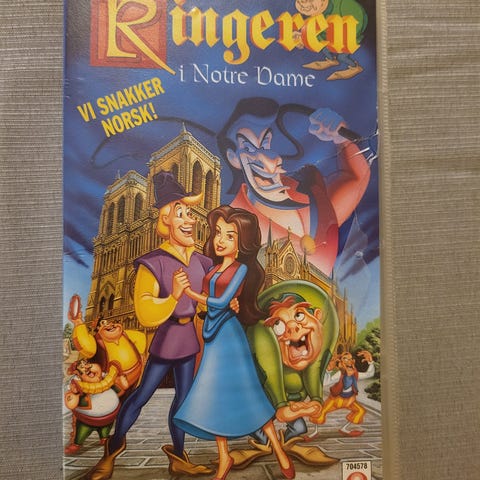 Ringeren
i Notre Dame
VI SNAKKER
NORSK!
704578